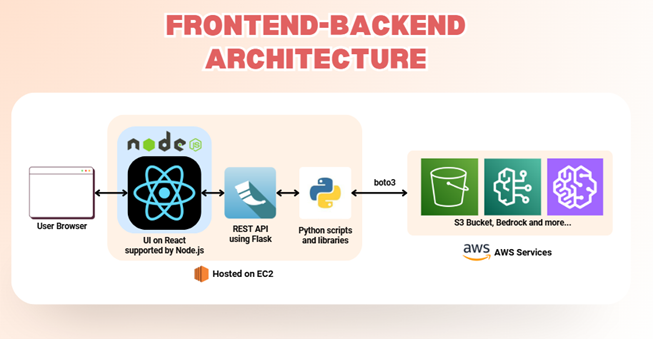 FRONTEND-BACKEND
ARCHITECTURE
node
JS
boto3
User Browser
UI on React
supported by Node.js
REST API
using Flask
Python scripts
and libraries
S3 Bucket, Bedrock and more...
aws
AWS Services
Hosted on EC2